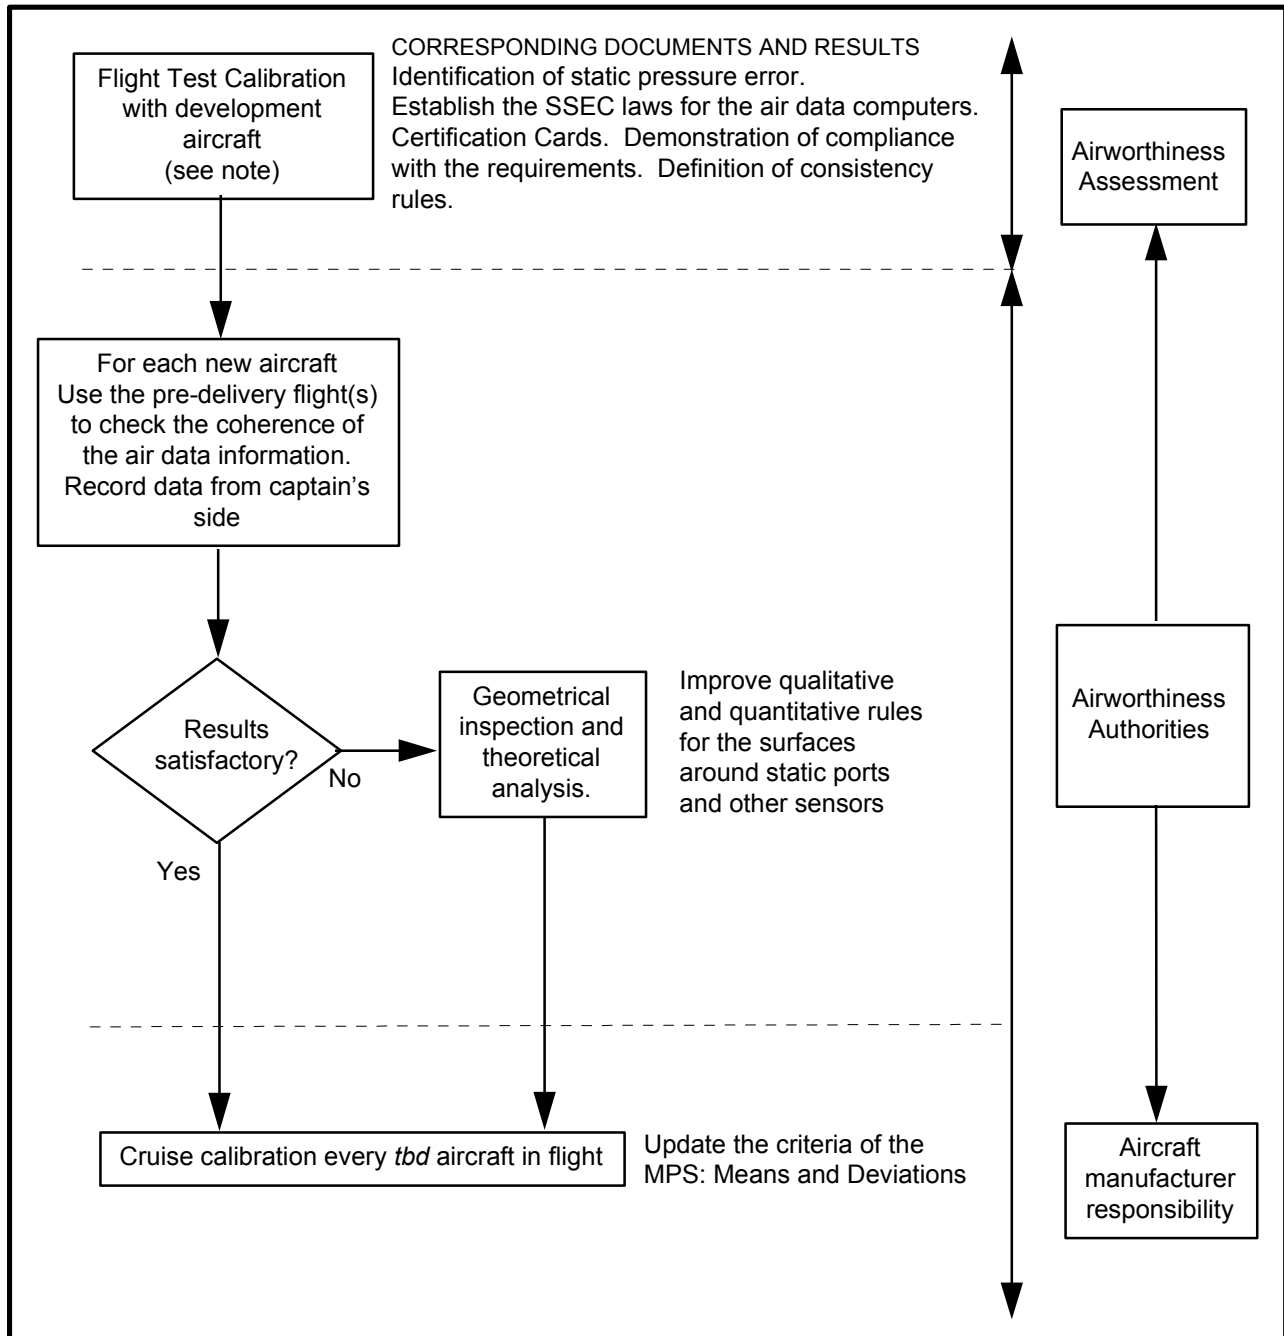 Flight Test Calibration
with development
aircraft
(see note)
CORRESPONDING DOCUMENTS AND RESULTS
Identification of static pressure error.
Establish the SSEC laws for the air data computers.
Certification Cards.  Demonstration of compliance
with the requirements.  Definition of consistency
rules.
Airworthiness
Assessment
For each new aircraft
Use the pre-delivery flight(s)
to check the coherence of
the air data information.
Record data from captain’s
side
Results
satisfactory?
No
Yes
Geometrical
inspection and
theoretical
analysis.
Improve qualitative
and quantitative rules
for the surfaces
around static ports
and other sensors
Airworthiness
Authorities
Cruise calibration every tbd aircraft in flight
Update the criteria of the
MPS: Means and Deviations
Aircraft
manufacturer
responsibility